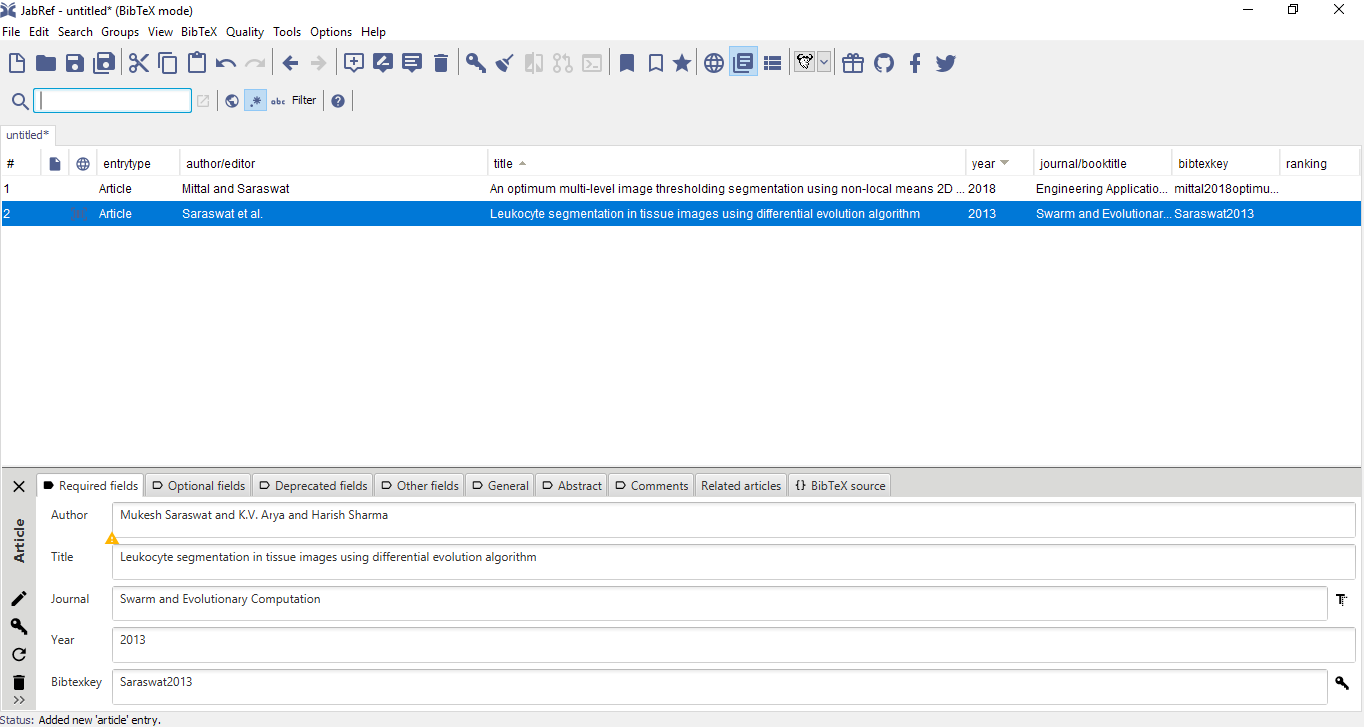 JabRef - untitled* (BibTeX mode)
File Edit Search Groups View BibTeX Quality Tools Options Help
abc Filter
untitled*
# entrytype author/editor title year journal/booktitle bibtexkey ranking
1 Article Mittal and Saraswat An optimum multi-level image thresholding segmentation using non-local means 2D ... 2018 Engineering Applicatio... mittal2018optimu...
2 Article Saraswat et al. Leukocyte segmentation in tissue images using differential evolution algorithm 2013 Swarm and Evolutionar... Saraswat2013
Required fields Optional fields Deprecated fields Other fields General Abstract Comments Related articles {} BibTeX source
Article
Author Mukesh Saraswat and K.V. Arya and Harish Sharma
Title Leukocyte segmentation in tissue images using differential evolution algorithm
Journal Swarm and Evolutionary Computation
Year 2013
Bibtexkey Saraswat2013
Status: Added new 'article' entry.